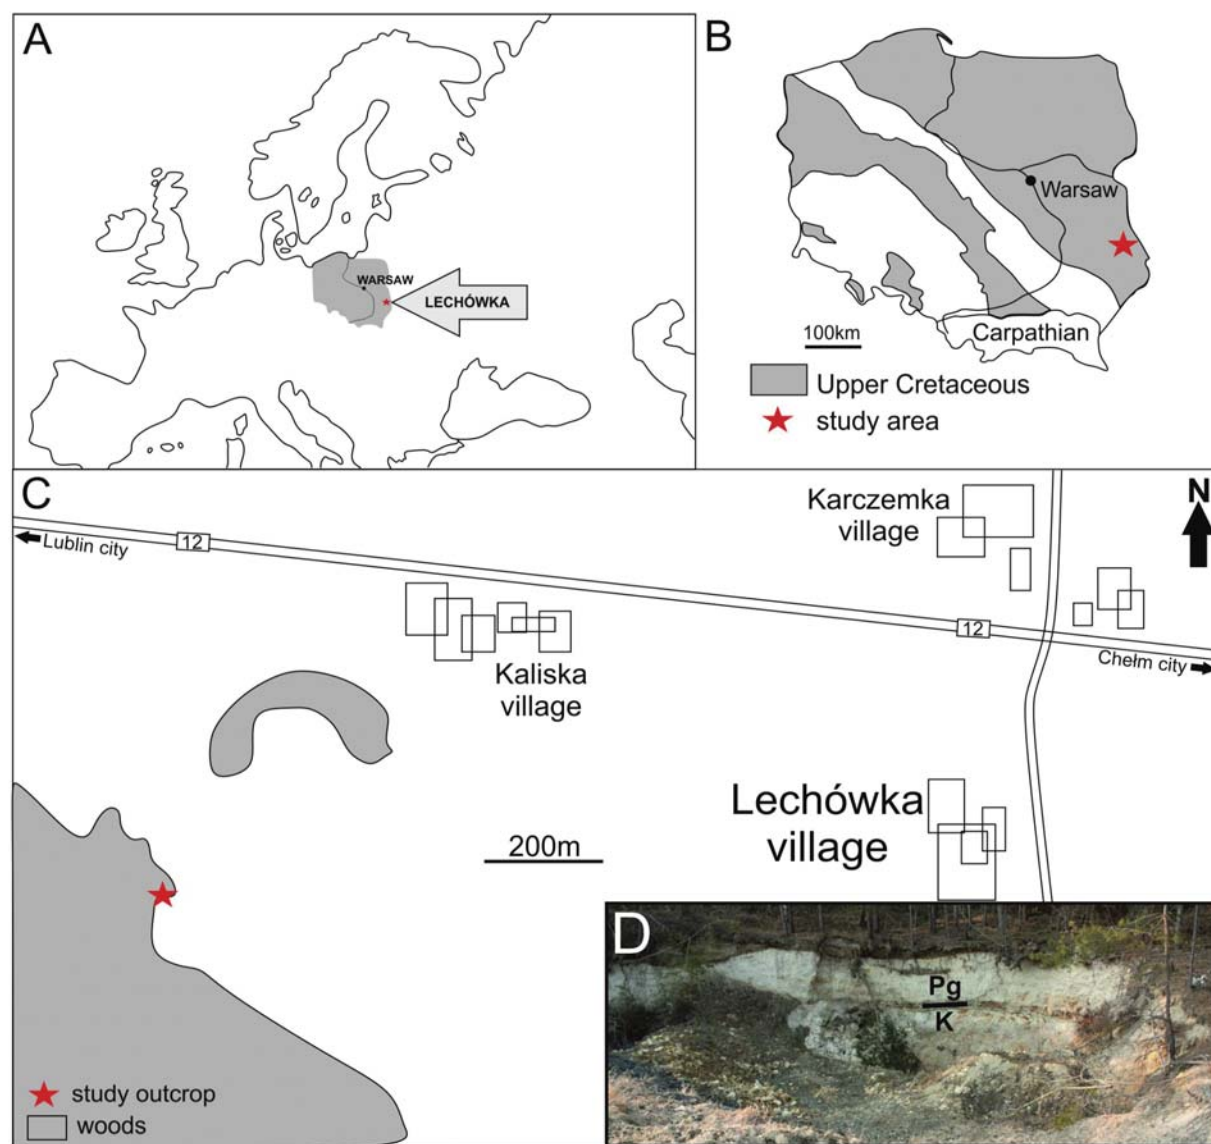 A
WARSAW
LECHÓWKA
B
Warsaw
Carpathian
100km
Upper Cretaceous
study area
C
N
Karczemka
village
12
Lublin city
12
Chełm city
Kaliska
village
Lechówka
village
200m
study outcrop
woods
D
Pg
K